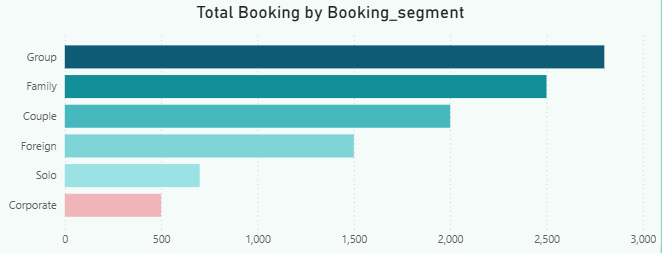 Total Booking by Booking_segment
Group
Family
Couple
Foreign
Solo
Corporate
0 500 1,000 1,500 2,000 2,500 3,000